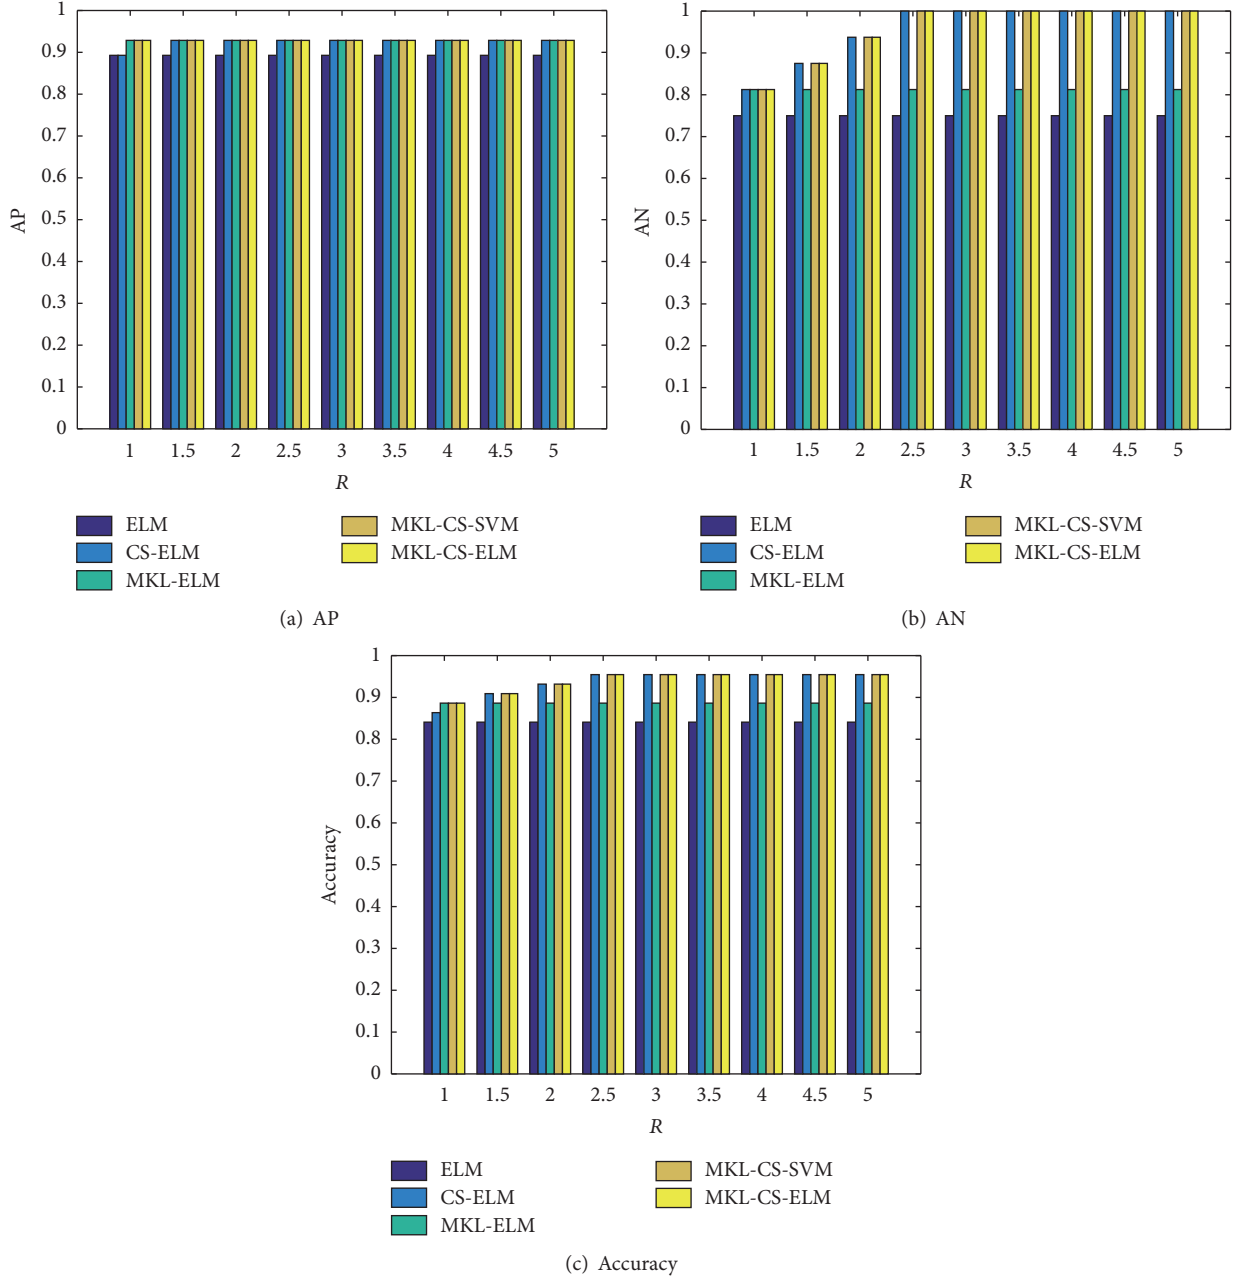 1
0.9
0.8
0.7
0.6
0.5
0.4
0.3
0.2
0.1
0
AP
1 1.5 2 2.5 3 3.5 4 4.5 5
R
ELM
CS-ELM
MKL-ELM
MKL-CS-SVM
MKL-CS-ELM
(a) AP
1
0.9
0.8
0.7
0.6
0.5
0.4
0.3
0.2
0.1
0
AN
1 1.5 2 2.5 3 3.5 4 4.5 5
R
ELM
CS-ELM
MKL-ELM
MKL-CS-SVM
MKL-CS-ELM
(b) AN
1
0.9
0.8
0.7
0.6
0.5
0.4
0.3
0.2
0.1
0
Accuracy
1 1.5 2 2.5 3 3.5 4 4.5 5
R
ELM
CS-ELM
MKL-ELM
MKL-CS-SVM
MKL-CS-ELM
(c) Accuracy